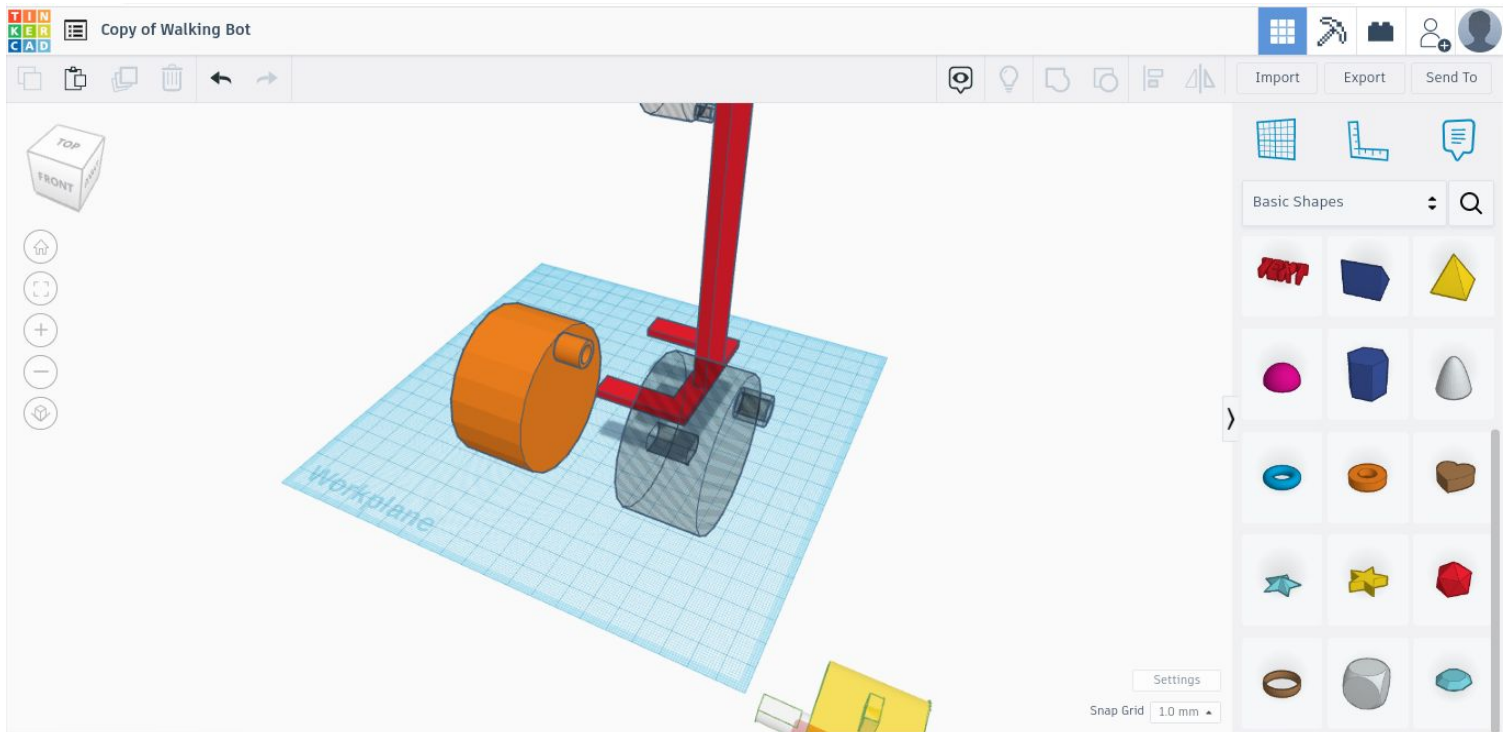 TIN
KER
CAD
Copy of Walking Bot
Import
Export
Send To
TOP
FRONT
Basic Shapes
TEXT
Workplane
Settings
Snap Grid
1.0 mm